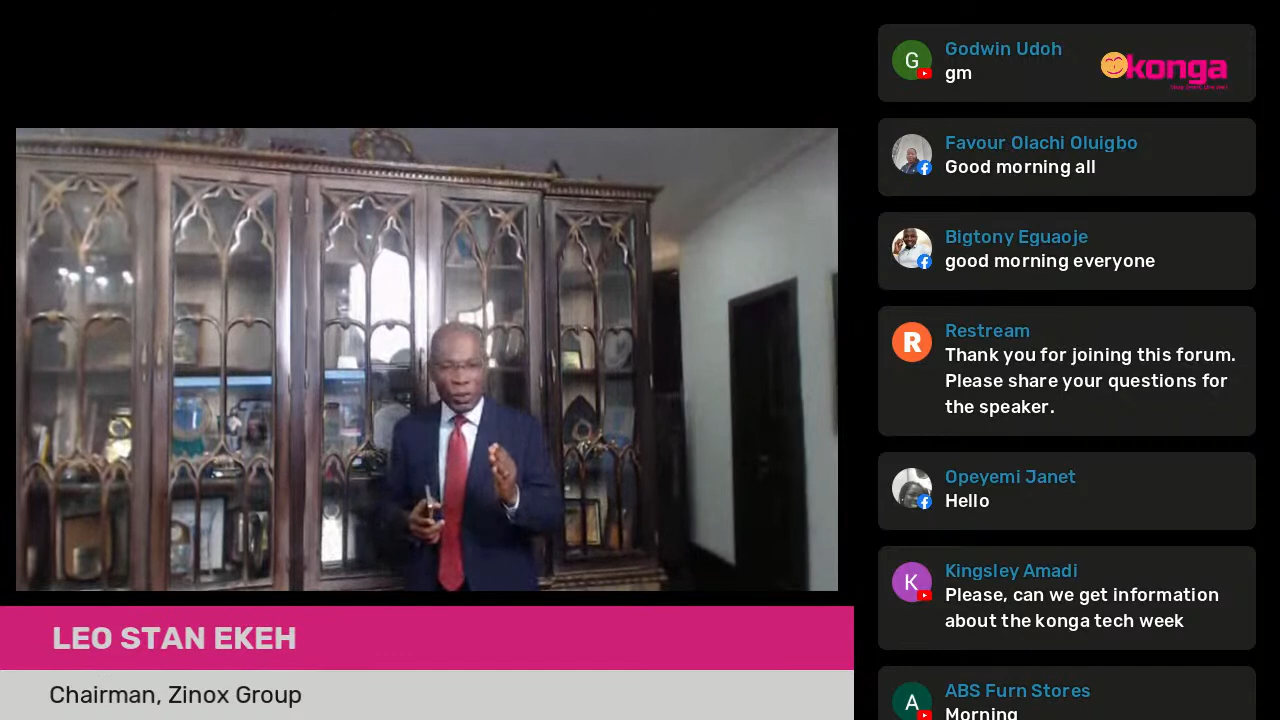 Godwin Udoh
gm
konga
Favour Olachi Oluigbo
Good morning all
Bigtony Eguaoje
good morning everyone
Restream
Thank you for joining this forum.
Please share your questions for
the speaker.
Opeyemi Janet
Hello
Kingsley Amadi
Please, can we get information
about the konga tech week
ABS Furn Stores
Morning
LEO STAN EKEH
Chairman, Zinox Group
G
R
K
A